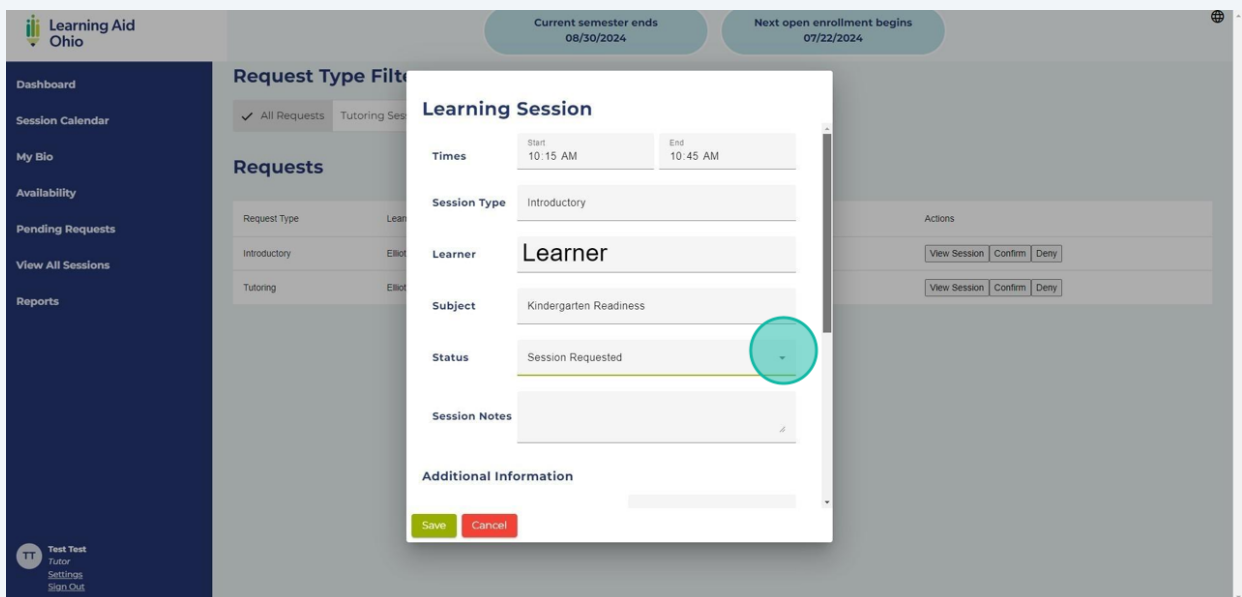 Learning Aid
Ohio
Current semester ends
08/30/2024
Next open enrollment begins
07/22/2024
Dashboard
Session Calendar
My Bio
Availability
Pending Requests
View All Sessions
Reports
TT
Test Test
Tutor
Settings
Sign Out
Request Type Filte
All Requests
Tutoring Ses
Requests
Request Type
Lear
Actions
Introductory
Elliot
View Session
Confirm
Deny
Tutoring
Elliot
View Session
Confirm
Deny
Learning Session
Times
Start
10:15 AM
End
10:45 AM
Session Type
Introductory
Learner
Learner
Subject
Kindergarten Readiness
Status
Session Requested
Session Notes
Additional Information
Save
Cancel